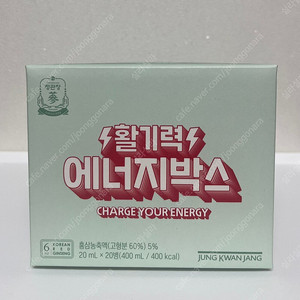 정관장
蔘
활기력
에너지박스
CHARGE YOUR ENERGY
6
KOREAN
RED
GINSENG
홍삼농축액(고형분 60%) 5%
20 mL × 20병(400 mL / 400 kcal)
JUNG KWAN JANG